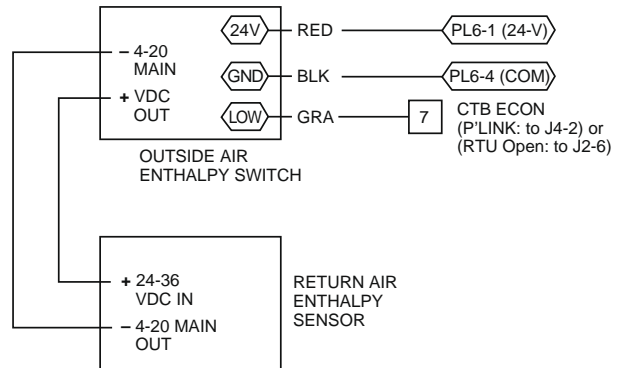 24V RED PL6-1 (24-V)
– 4-20
MAIN
GND BLK PL6-4 (COM)
+ VDC
OUT
LOW GRA 7 CTB ECON
(P'LINK: to J4-2) or
(RTU Open: to J2-6)
OUTSIDE AIR
ENTHALPY SWITCH
+ 24-36
VDC IN
– 4-20 MAIN
OUT
RETURN AIR
ENTHALPY
SENSOR